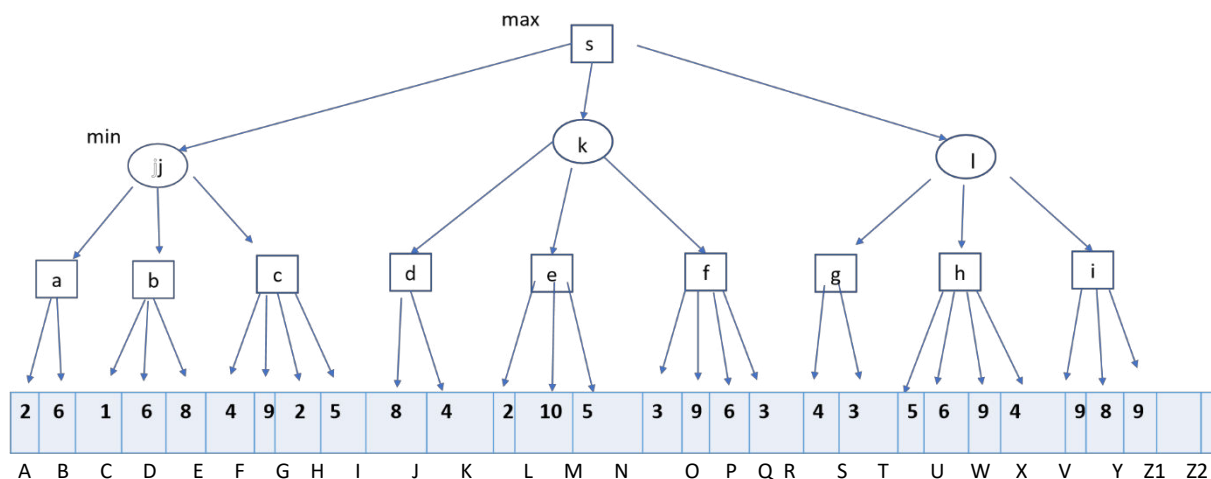 max
s
min
jj
k
l
a
b
c
d
e
f
g
h
i
2 6 1 6 8 4 9 2 5 8 4 2 10 5 3 9 6 3 4 3 5 6 9 4 9 8 9
A B C D E F G H I J K L M N O P Q R S T U W X V Y Z1 Z2